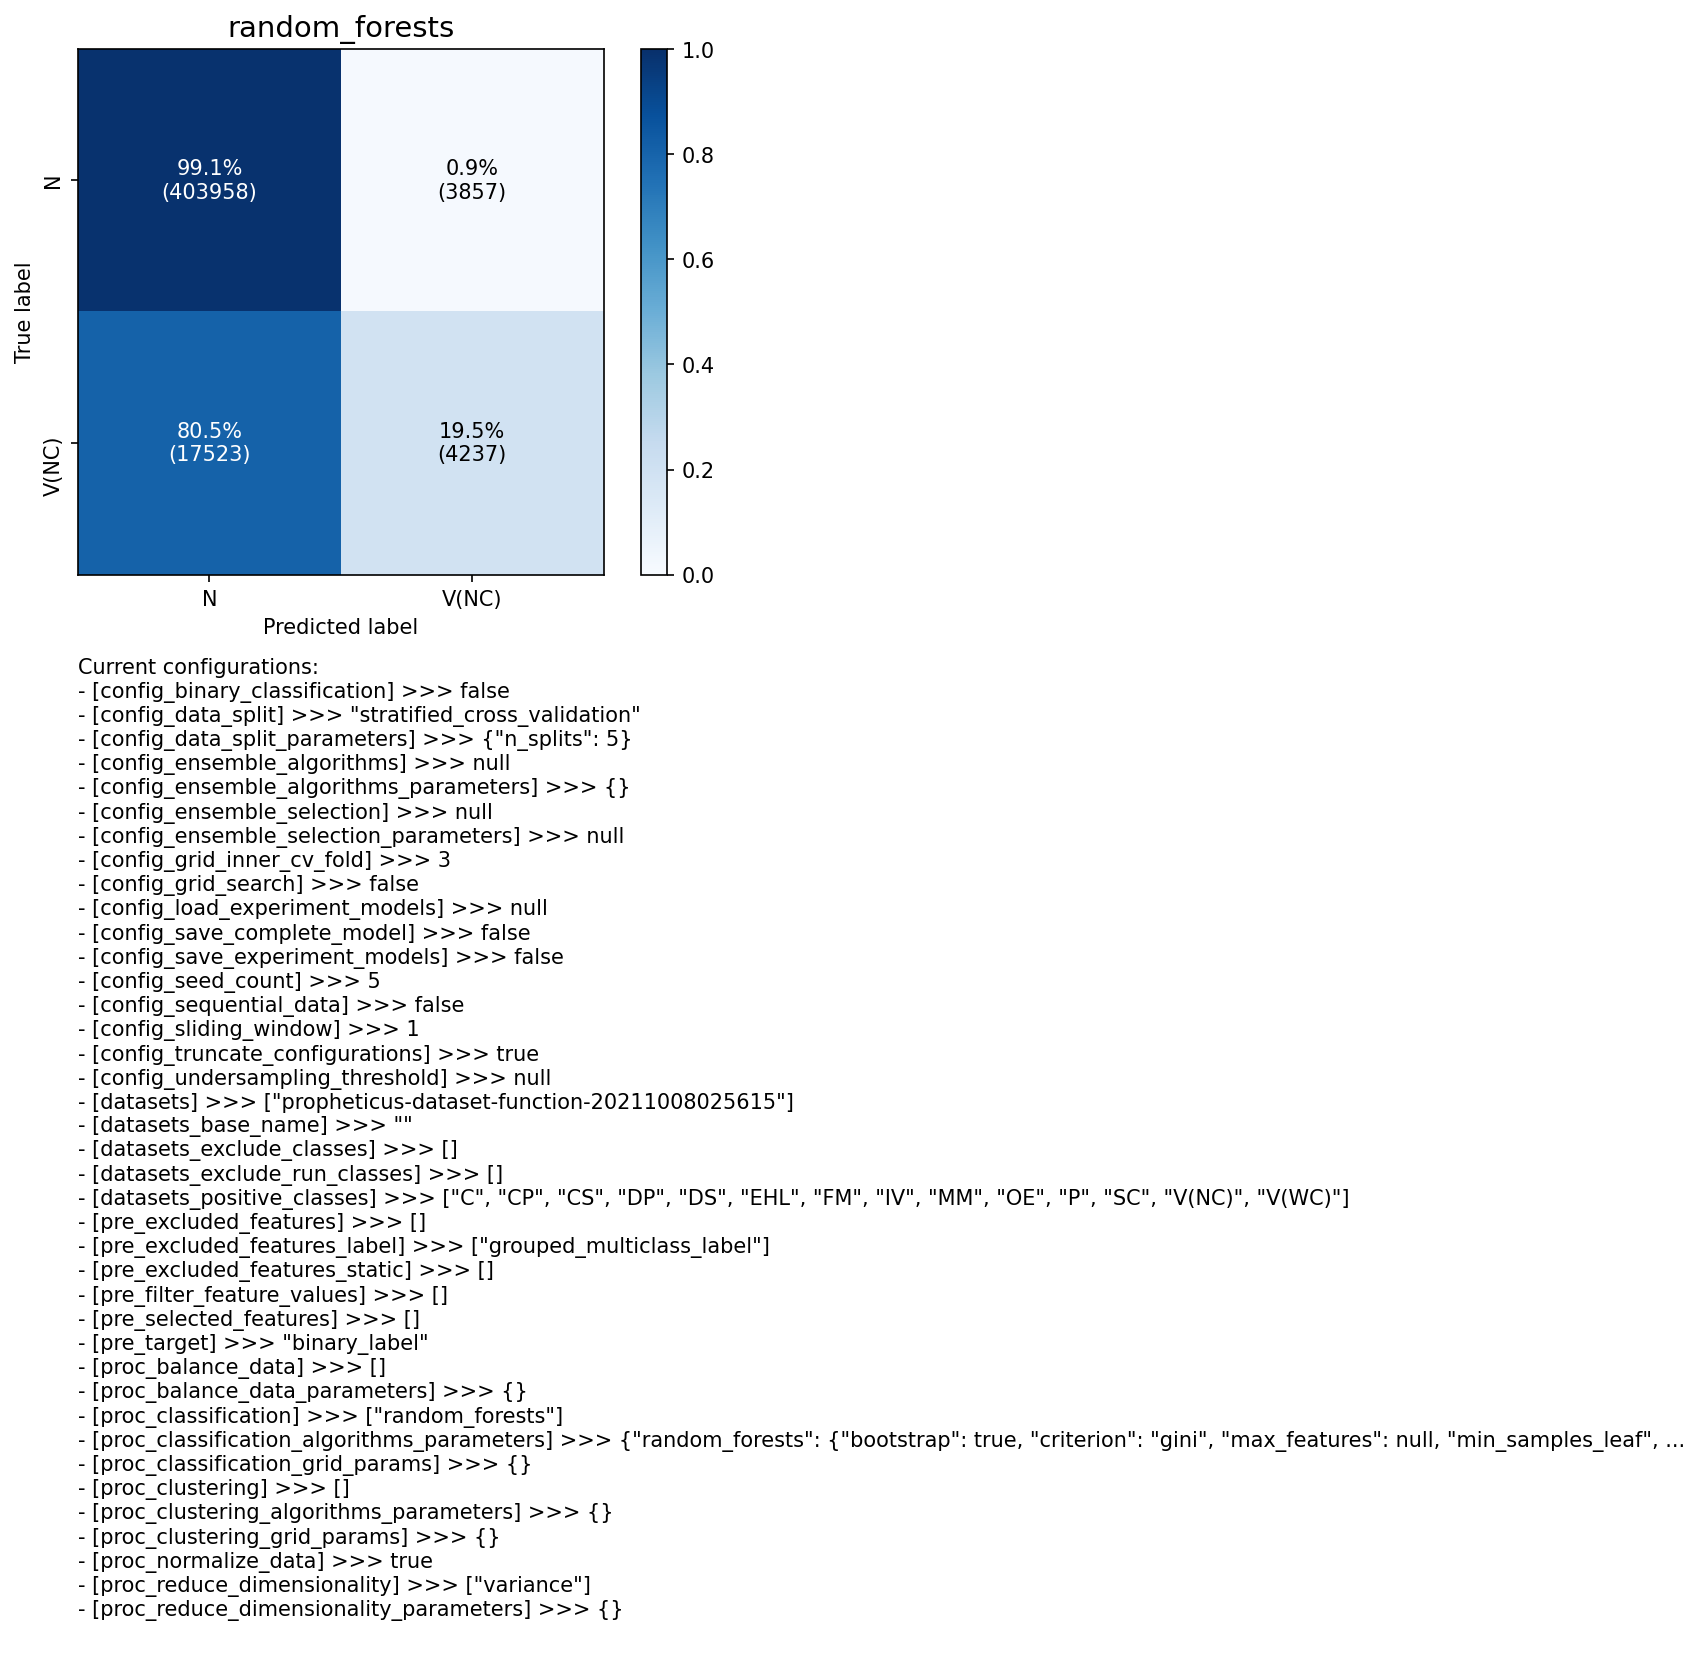 random_forests
99.1%
(403958)
0.9%
(3857)
80.5%
(17523)
19.5%
(4237)
N
V(NC)
True label
N
V(NC)
Predicted label
1.0
0.8
0.6
0.4
0.2
0.0
Current configurations:
- [config_binary_classification] >>> false
- [config_data_split] >>> "stratified_cross_validation"
- [config_data_split_parameters] >>> {"n_splits": 5}
- [config_ensemble_algorithms] >>> null
- [config_ensemble_algorithms_parameters] >>> {}
- [config_ensemble_selection] >>> null
- [config_ensemble_selection_parameters] >>> null
- [config_grid_inner_cv_fold] >>> 3
- [config_grid_search] >>> false
- [config_load_experiment_models] >>> null
- [config_save_complete_model] >>> false
- [config_save_experiment_models] >>> false
- [config_seed_count] >>> 5
- [config_sequential_data] >>> false
- [config_sliding_window] >>> 1
- [config_truncate_configurations] >>> true
- [config_undersampling_threshold] >>> null
- [datasets] >>> ["propheticus-dataset-function-20211008025615"]
- [datasets_base_name] >>> ""
- [datasets_exclude_classes] >>> []
- [datasets_exclude_run_classes] >>> []
- [datasets_positive_classes] >>> ["C", "CP", "CS", "DP", "DS", "EHL", "FM", "IV", "MM", "OE", "P", "SC", "V(NC)", "V(WC)"]
- [pre_excluded_features] >>> []
- [pre_excluded_features_label] >>> ["grouped_multiclass_label"]
- [pre_excluded_features_static] >>> []
- [pre_filter_feature_values] >>> []
- [pre_selected_features] >>> []
- [pre_target] >>> "binary_label"
- [proc_balance_data] >>> []
- [proc_balance_data_parameters] >>> {}
- [proc_classification] >>> ["random_forests"]
- [proc_classification_algorithms_parameters] >>> {"random_forests": {"bootstrap": true, "criterion": "gini", "max_features": null, "min_samples_leaf", ...
- [proc_classification_grid_params] >>> {}
- [proc_clustering] >>> []
- [proc_clustering_algorithms_parameters] >>> {}
- [proc_clustering_grid_params] >>> {}
- [proc_normalize_data] >>> true
- [proc_reduce_dimensionality] >>> ["variance"]
- [proc_reduce_dimensionality_parameters] >>> {}